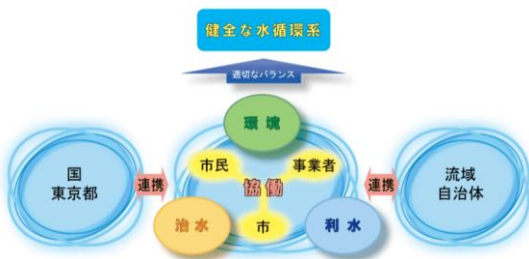 健全な水循環系
適切なバランス
環境
市民
事業者
協働
国
東京都
連携
連携
流域
自治体
治水
市
利水